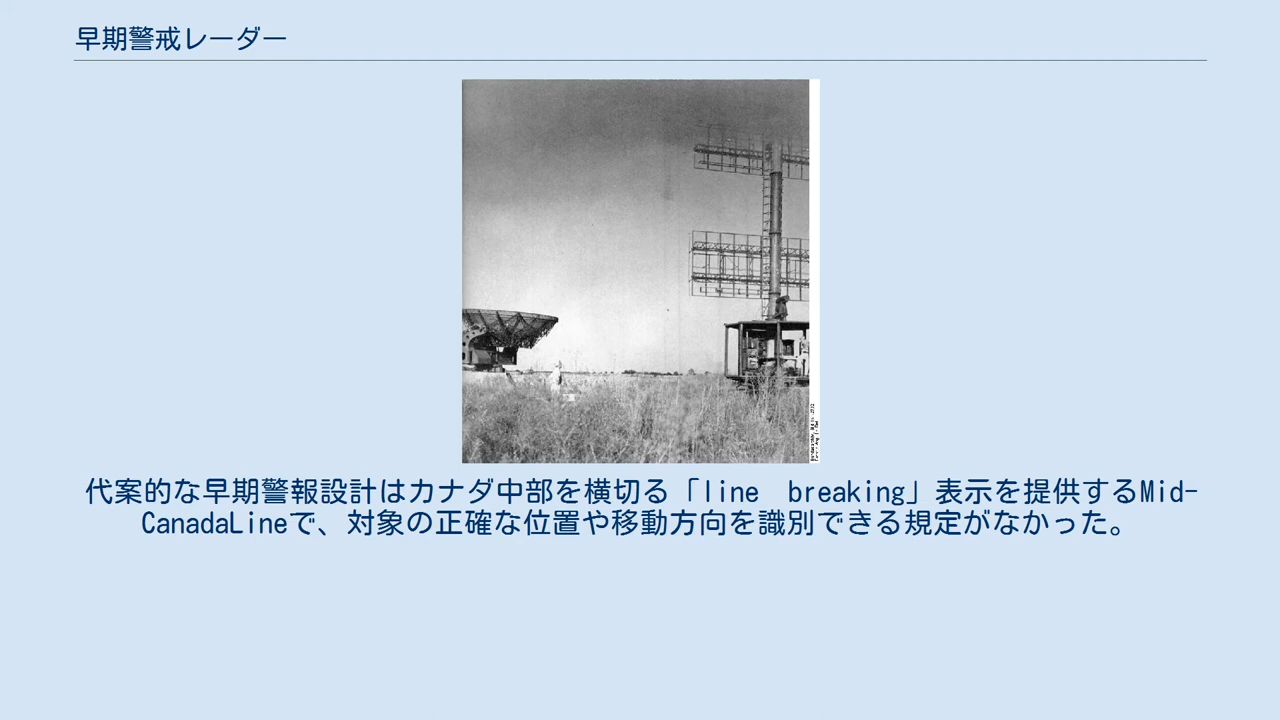 早期警戒レーダー
代案的な早期警報設計はカナダ中部を横切る「line breaking」表示を提供するMid-
CanadaLineで、対象の正確な位置や移動方向を識別できる規定がなかった。